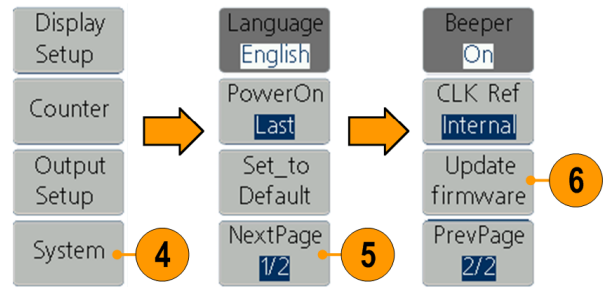 Display
Setup
Counter
Output
Setup
System
4
Language
English
PowerOn
Last
Set_to
Default
NextPage
1/2
5
Beeper
On
CLK Ref
Internal
Update
firmware
6
PrevPage
2/2